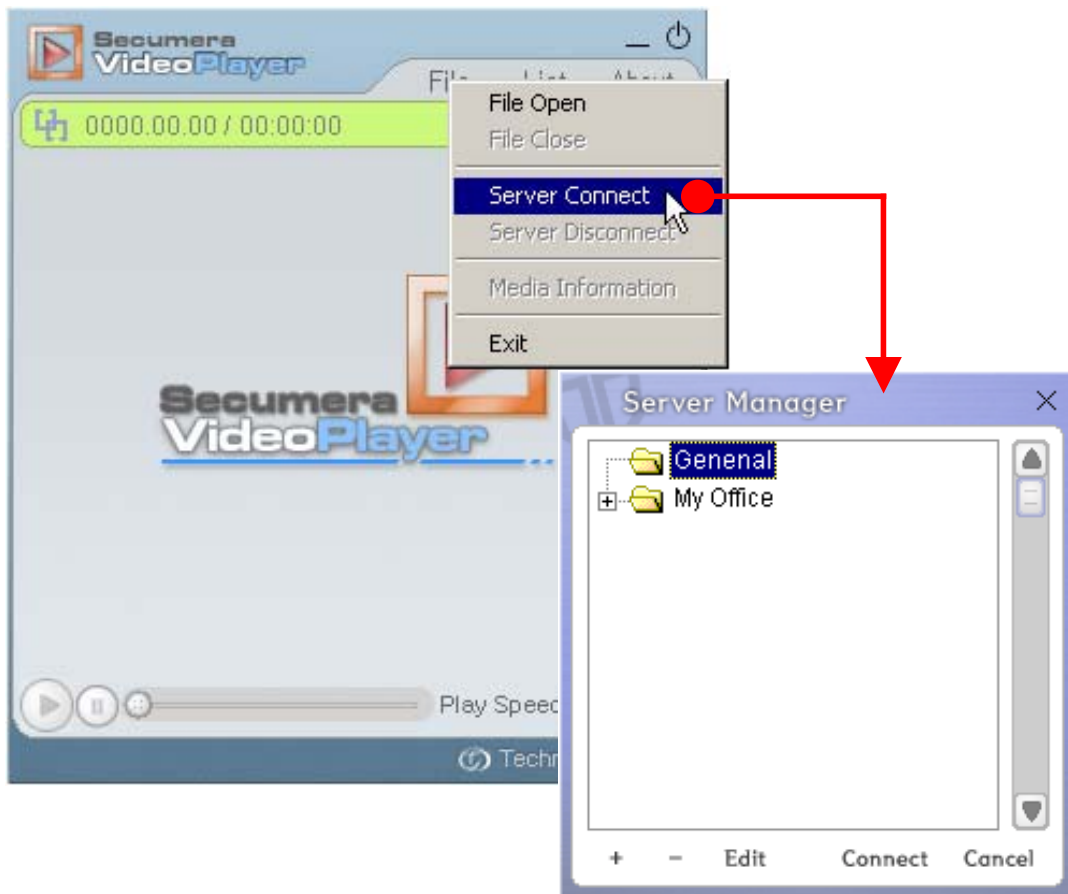 Secumera
VideoPlayer
File List About
0000.00.00 / 00:00:00
File Open
File Close
Server Connect
Server Disconnect
Media Information
Exit
Secumera
VideoPlayer
Play Speed
Server Manager
Genenal
My Office
+ - Edit Connect Cancel